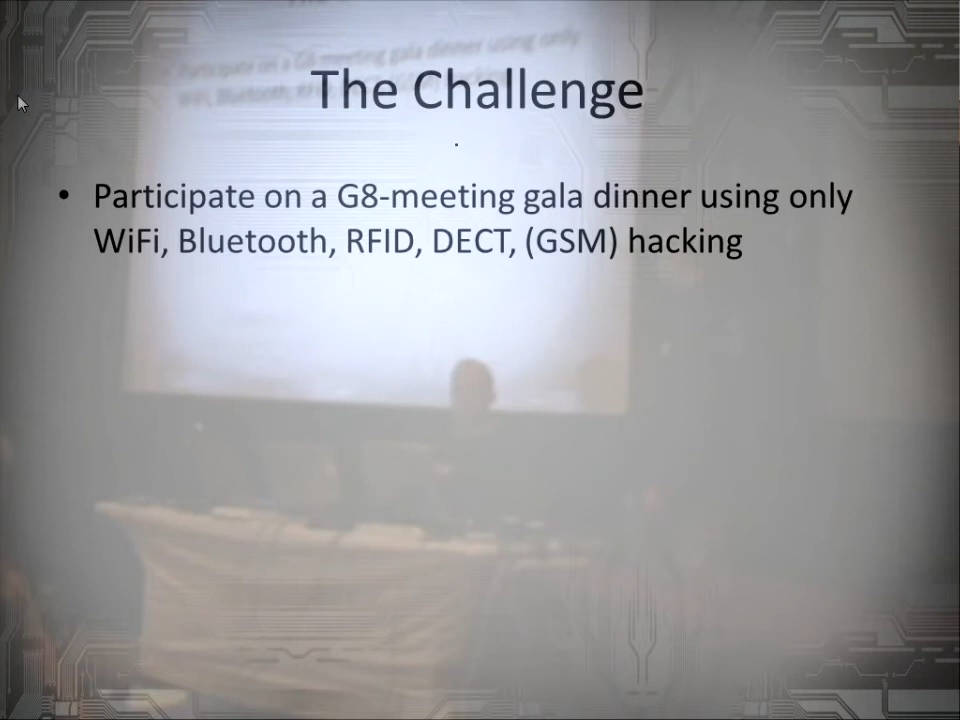 The Challenge
• Participate on a G8-meeting gala dinner using only
WiFi, Bluetooth, RFID, DECT, (GSM) hacking